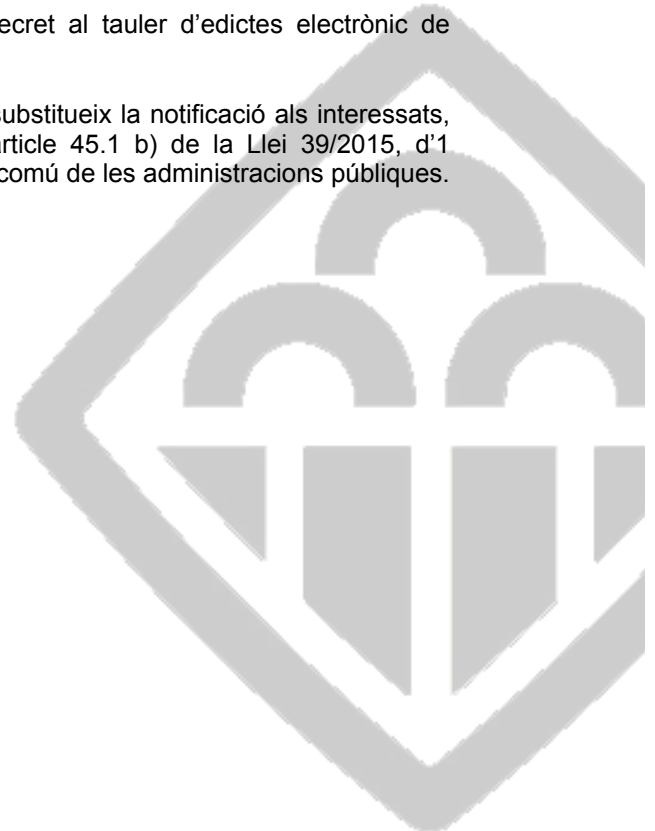 ecret al tauler d’edictes electrònic de
substitueix la notificació als interessats,
article 45.1 b) de la Llei 39/2015, d’1
comú de les administracions públiques.